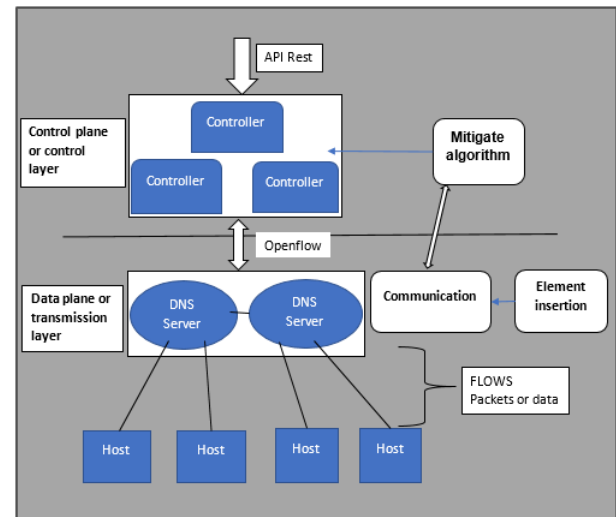 API Rest
Control plane
or control
layer
Controller
Controller
Controller
Mitigate
algorithm
Openflow
Data plane or
transmission
layer
DNS
Server
DNS
Server
Communication
Element
insertion
FLOWS
Packets or data
Host
Host
Host
Host